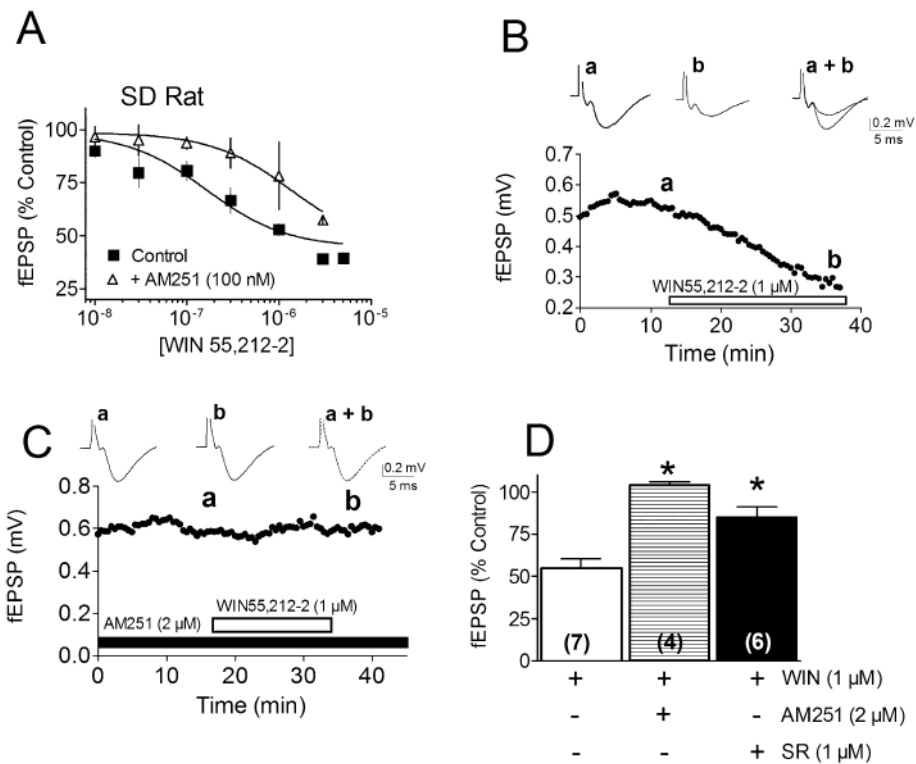 A
SD Rat
fEPSP (% Control)
100
75
50
25
■ Control
△ + AM251 (100 nM)
10⁻⁸ 10⁻⁷ 10⁻⁶ 10⁻⁵
[WIN 55,212-2]
B
a b a + b
0.2 mV
5 ms
fEPSP (mV)
0.7
0.6
0.5
0.4
0.3
0.2
a
b
WIN55,212-2 (1 µM)
0 10 20 30 40
Time (min)
C
a b a + b
0.2 mV
5 ms
fEPSP (mV)
0.8
0.6
0.4
0.2
0.0
a b
WIN55,212-2 (1 µM)
AM251 (2 µM)
0 10 20 30 40
Time (min)
D
fEPSP (% Control)
100
75
50
25
0
* *
(7) (4) (6)
+ + + WIN (1 µM)
- + - AM251 (2 µM)
- - + SR (1 µM)